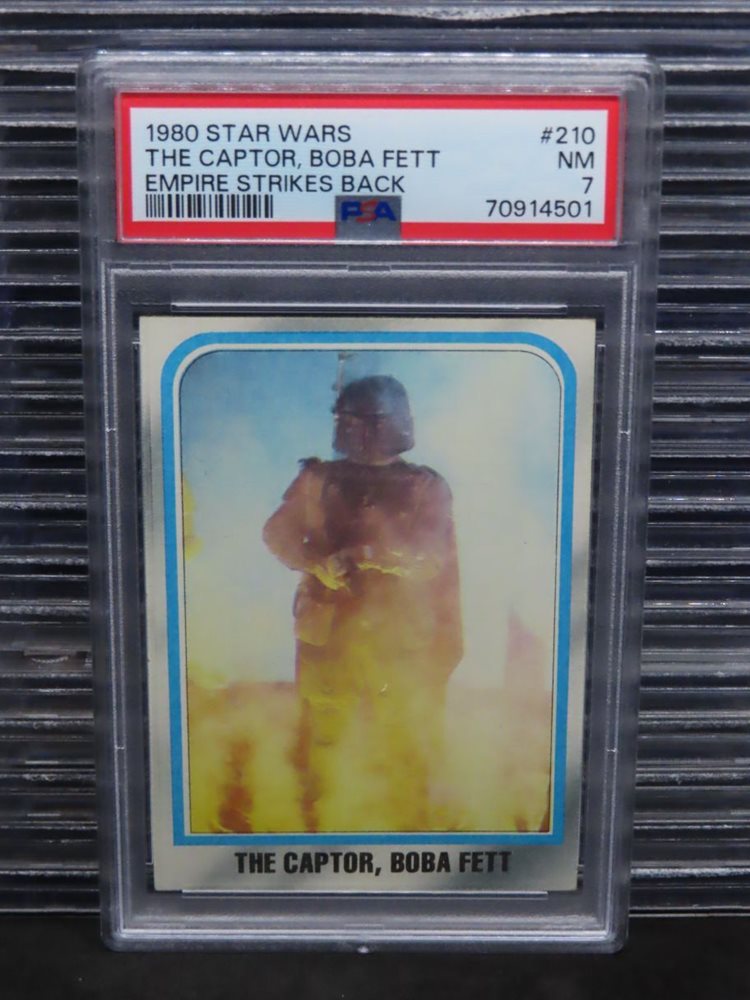 1980 STAR WARS #210
THE CAPTOR, BOBA FETT NM
EMPIRE STRIKES BACK 7
PSA 70914501
THE CAPTOR, BOBA FETT